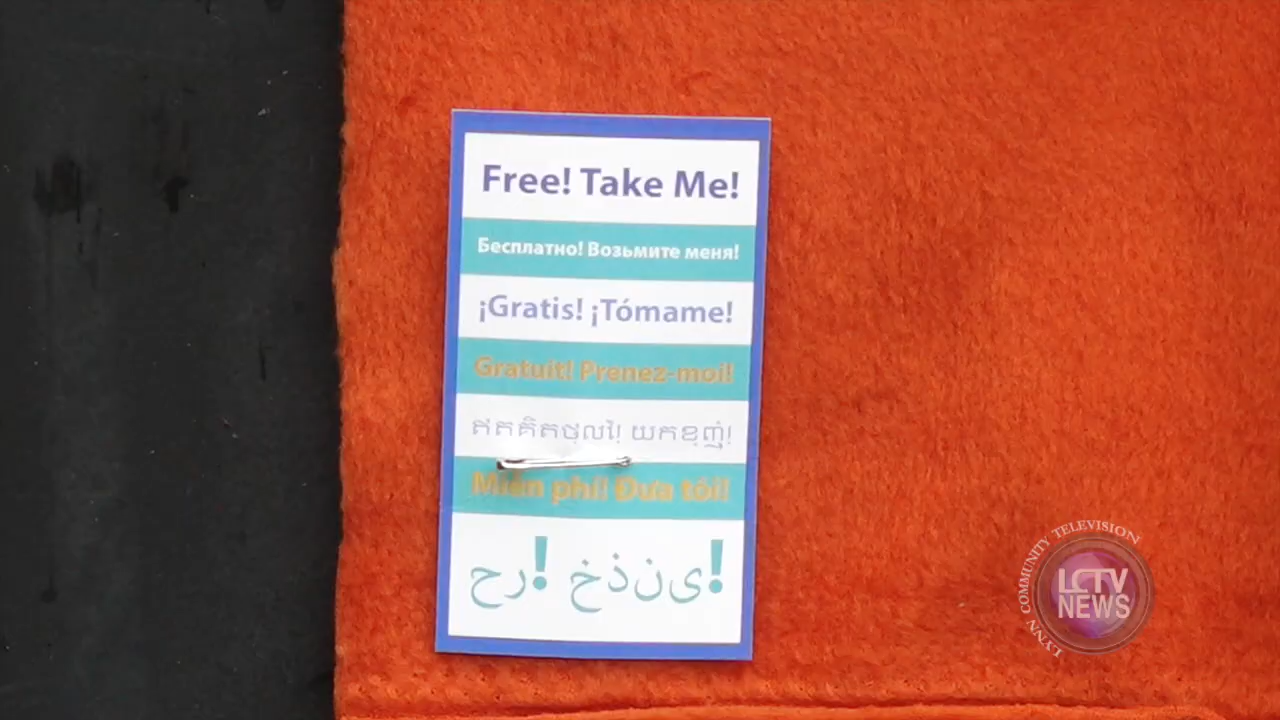 Free! Take Me!
Бесплатно! Возьмите меня!
¡Gratis! ¡Tómame!
Gratuit! Prenez-moi!
ឥតគិតថ្លៃ! យកខ្ញុំ!
Miễn phí! Đưa tôi!
حر! خذنى!
LYNN COMMUNITY TELEVISION
LCTV
NEWS